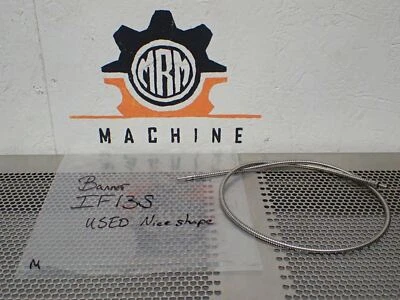 MRM
MACHINE
Banner
IF13S
USED Nice shape
M